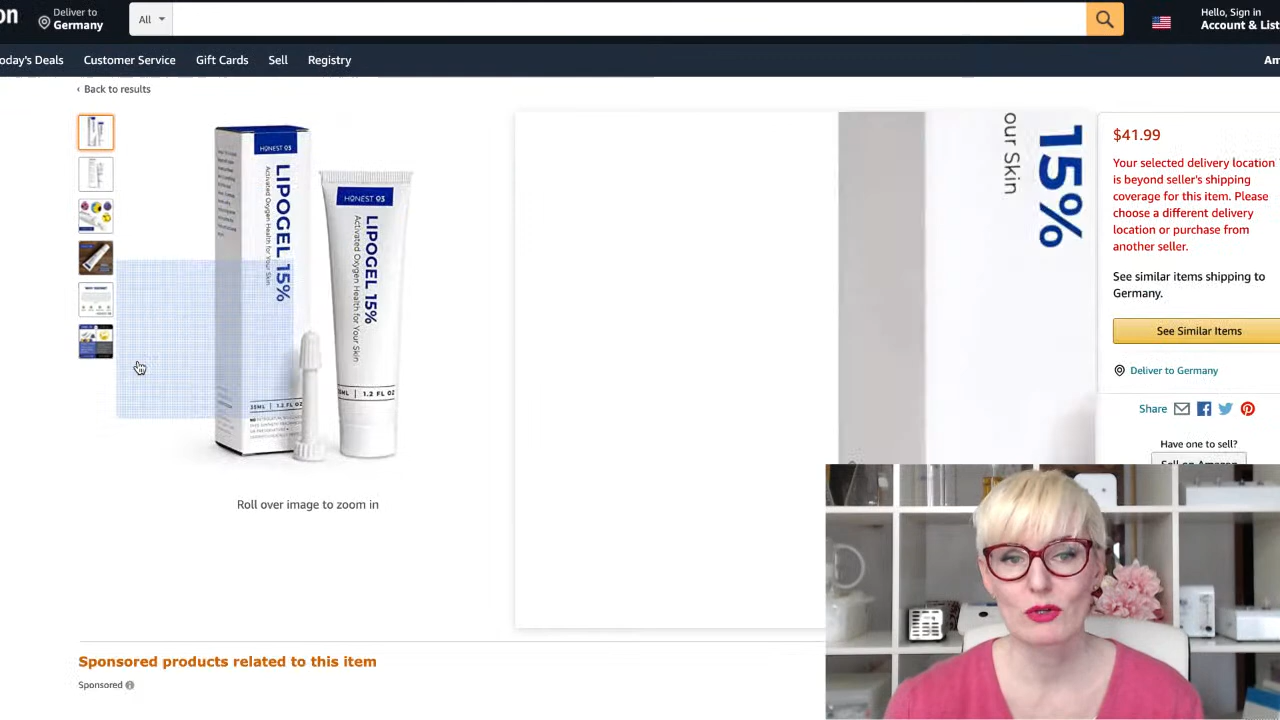 on
Deliver to
Germany
All
Hello, Sign in
Account & List
oday's Deals
Customer Service
Gift Cards
Sell
Registry
Am
‹ Back to results
HONEST O3
LIPOGEL 15%
Activated Oxygen Health for Your Skin
1.2 FL OZ
HONEST O3
LIPOGEL 15%
Activated Oxygen Health for Your Skin
ML | 1.2 FL OZ
our Skin
15%
$41.99
Your selected delivery location
is beyond seller's shipping
coverage for this item. Please
choose a different delivery
location or purchase from
another seller.
See similar items shipping to
Germany.
See Similar Items
Deliver to Germany
Share
Have one to sell?
Sell on Amazon
Roll over image to zoom in
Sponsored products related to this item
Sponsored